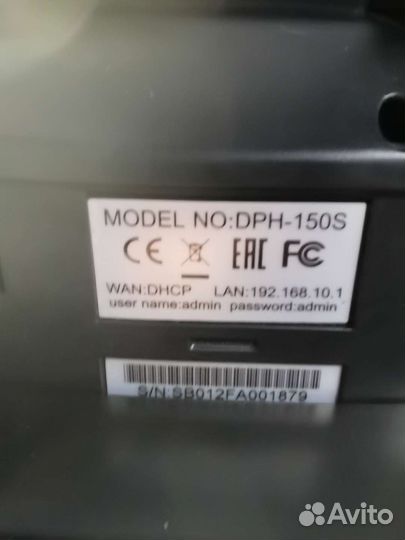 MODEL NO:DPH-150S
CE EAC FC
WAN:DHCP LAN:192.168.10.1
user name:admin password:admin
S/N SB012FA001879
Avito